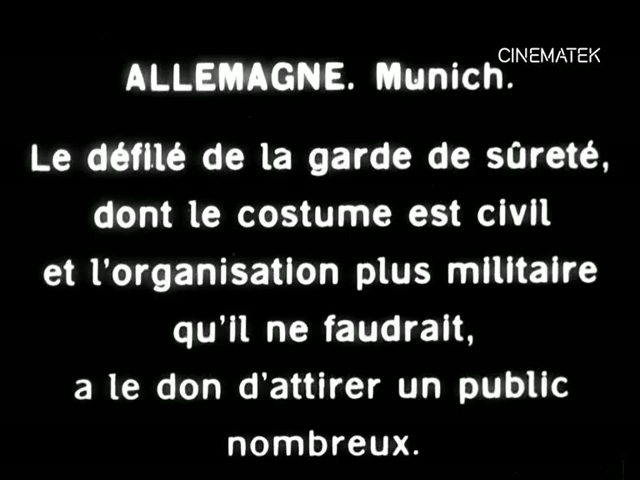 CINEMATEK
ALLEMAGNE. Munich.
Le défilé de la garde de sûreté,
dont le costume est civil
et l'organisation plus militaire
qu'il ne faudrait,
a le don d'attirer un public
nombreux.